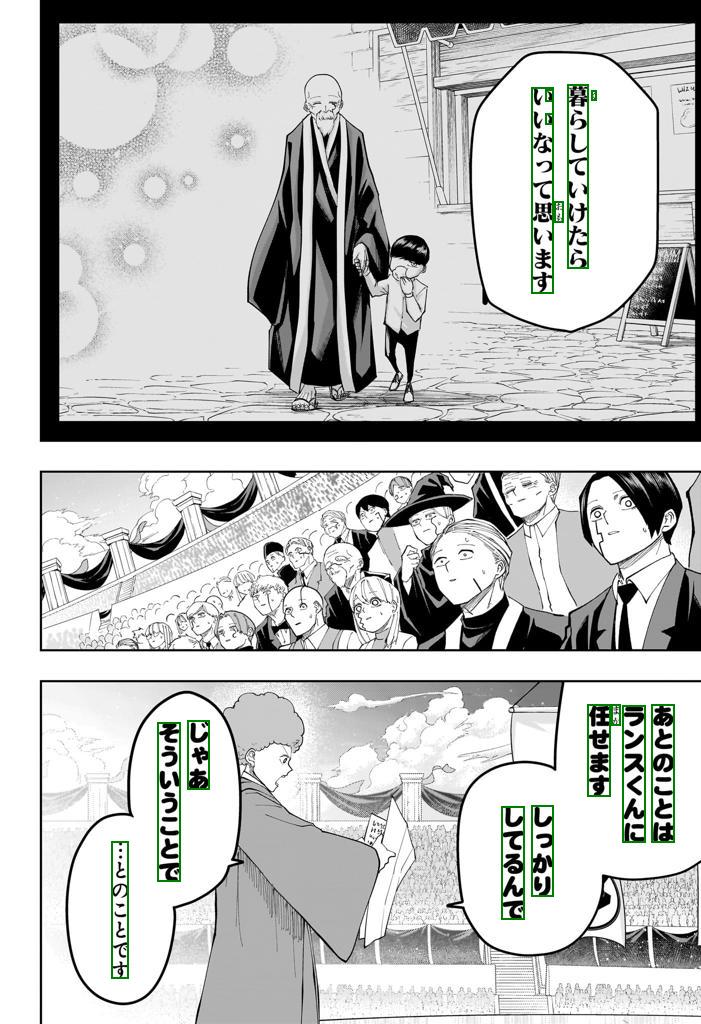 暮らしていけたら
いいなって思います
あとのことは
ランスくんに
任せます
しっかり
してるんで
じゃあ
そういうことで
…とのことです